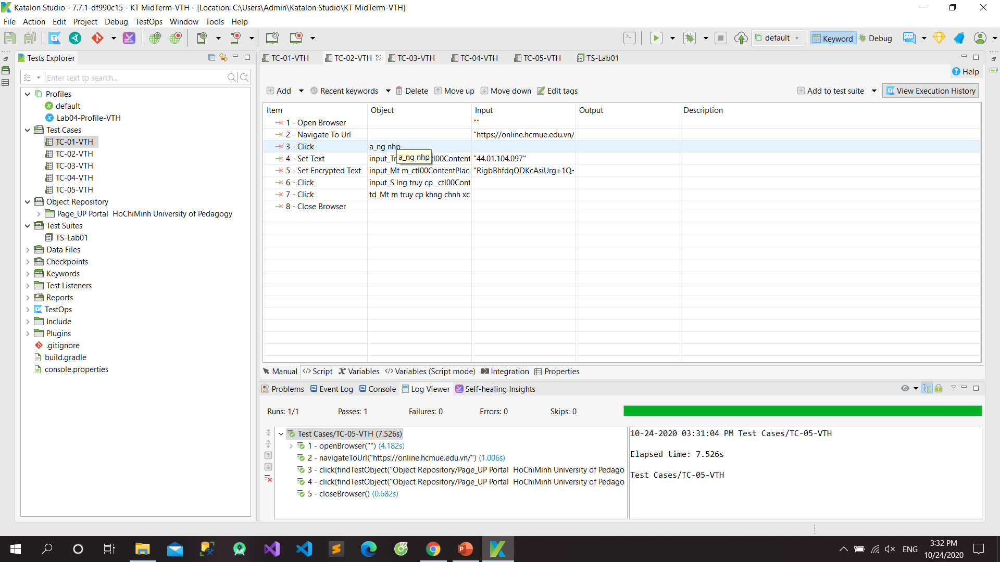 Katalon Studio - 7.7.1-df990c15 - KT MidTerm-VTH - [Location: C:\Users\Admin\Katalon Studio\KT MidTerm-VTH]
File Action Edit Project Debug TestOps Window Tools Help
default
Keyword
Debug
Tests Explorer
Enter text to search...
Profiles
default
Lab04-Profile-VTH
Test Cases
TC-01-VTH
TC-02-VTH
TC-03-VTH
TC-04-VTH
TC-05-VTH
Object Repository
Page_UP Portal  HoChiMinh University of Pedagogy
Test Suites
TS-Lab01
Data Files
Checkpoints
Keywords
Test Listeners
Reports
TestOps
Include
Plugins
.gitignore
build.gradle
console.properties
TC-01-VTH TC-02-VTH TC-03-VTH TC-04-VTH TC-05-VTH TS-Lab01
Help
Add Recent keywords Delete Move up Move down Edit tags Add to test suite View Execution History
Item Object Input Output Description
1 - Open Browser ""
2 - Navigate To Url "https://online.hcmue.edu.vn/
3 - Click a_ng nhp
a_ng nhp
4 - Set Text input_Tr tl00Content "44.01.104.097"
5 - Set Encrypted Text input_Mt m_ctl00ContentPlac "RigbBhfdqODKcAsiUrg+1Q=
6 - Click input_S lng truy cp _ctl00Cont
7 - Click td_Mt m truy cp khng chnh xc
8 - Close Browser
Manual Script Variables Variables (Script mode) Integration Properties
Problems Event Log Console Log Viewer Self-healing Insights
Runs: 1/1 Passes: 1 Failures: 0 Errors: 0 Skips: 0
Test Cases/TC-05-VTH (7.526s)
1 - openBrowser("") (4.182s)
2 - navigateToUrl("https://online.hcmue.edu.vn/") (1.006s)
3 - click(findTestObject("Object Repository/Page_UP Portal  HoChiMinh University of Pedago
4 - click(findTestObject("Object Repository/Page_UP Portal  HoChiMinh University of Pedago
5 - closeBrowser() (0.682s)
10-24-2020 03:31:04 PM Test Cases/TC-05-VTH
Elapsed time: 7.526s
Test Cases/TC-05-VTH
ENG
3:32 PM
10/24/2020